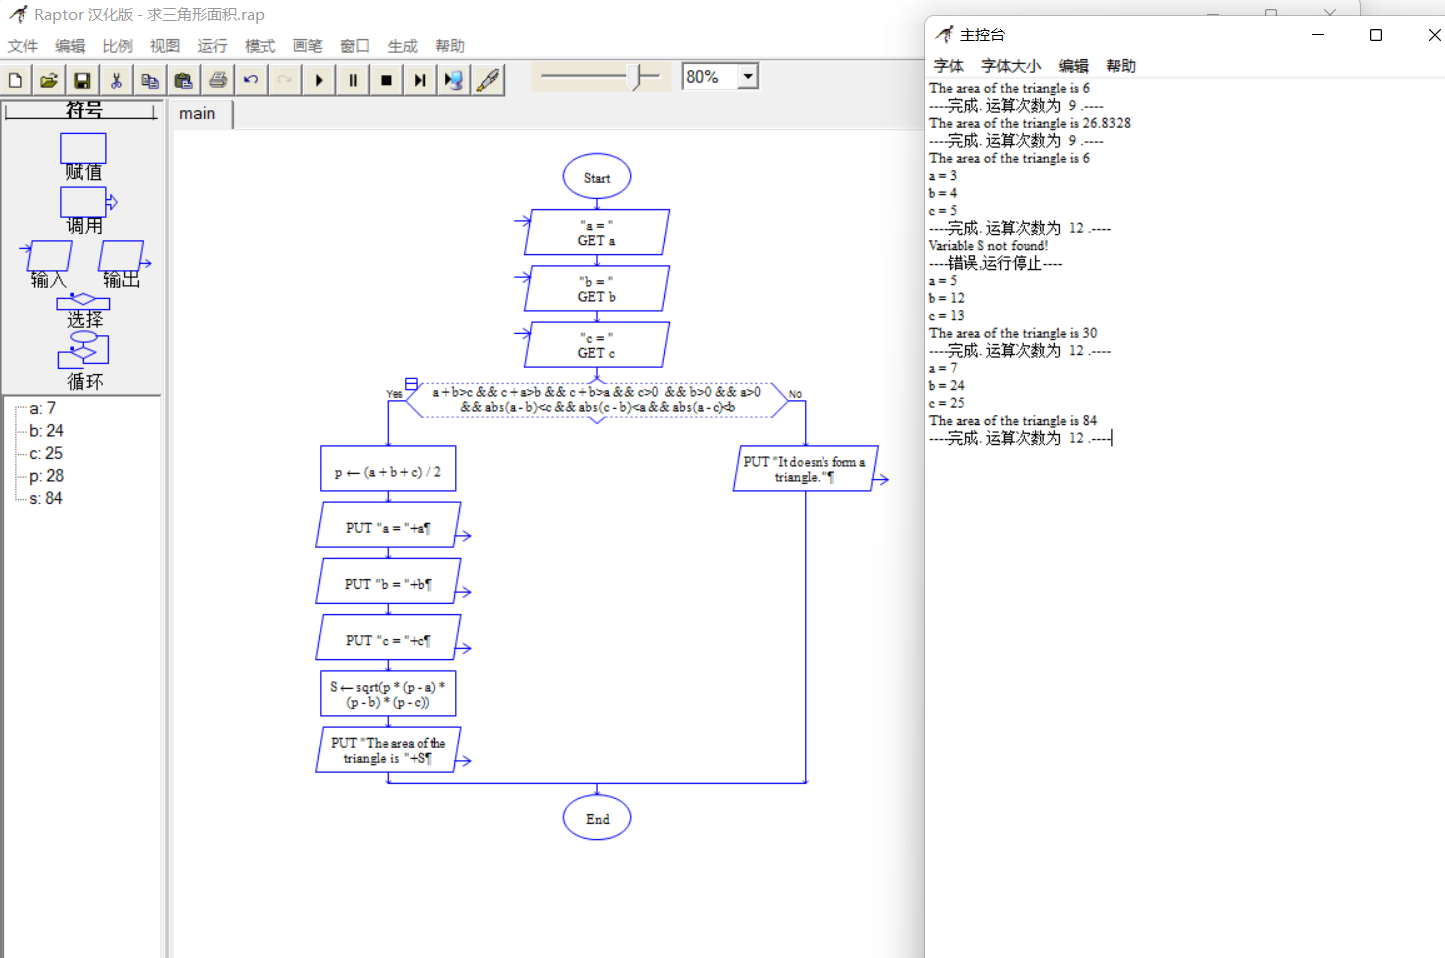 Raptor 汉化版 - 求三角形面积.rap
文件 编辑 比例 视图 运行 模式 画笔 窗口 生成 帮助
80%
符号
赋值
调用
输入 输出
选择
循环
a: 7
b: 24
c: 25
p: 28
s: 84
main
Start
"a = "
GET a
"b = "
GET b
"c = "
GET c
Yes
a+b>c && c+a>b && c+b>a && c>0 && b>0 && a>0
&& abs(a-b)<c && abs(c-b)<a && abs(a-c)<b
No
p ← (a+b+c) / 2
PUT "a = "+a¶
PUT "b = "+b¶
PUT "c = "+c¶
S ← sqrt(p * (p-a) *
(p-b) * (p-c))
PUT "The area of the
triangle is "+S¶
PUT "It doesn's form a
triangle."¶
End
主控台
字体 字体大小 编辑 帮助
The area of the triangle is 6
----完成. 运算次数为 9 .----
The area of the triangle is 26.8328
----完成. 运算次数为 9 .----
The area of the triangle is 6
a = 3
b = 4
c = 5
----完成. 运算次数为 12 .----
Variable S not found!
----错误,运行停止----
a = 5
b = 12
c = 13
The area of the triangle is 30
----完成. 运算次数为 12 .----
a = 7
b = 24
c = 25
The area of the triangle is 84
----完成. 运算次数为 12 .----